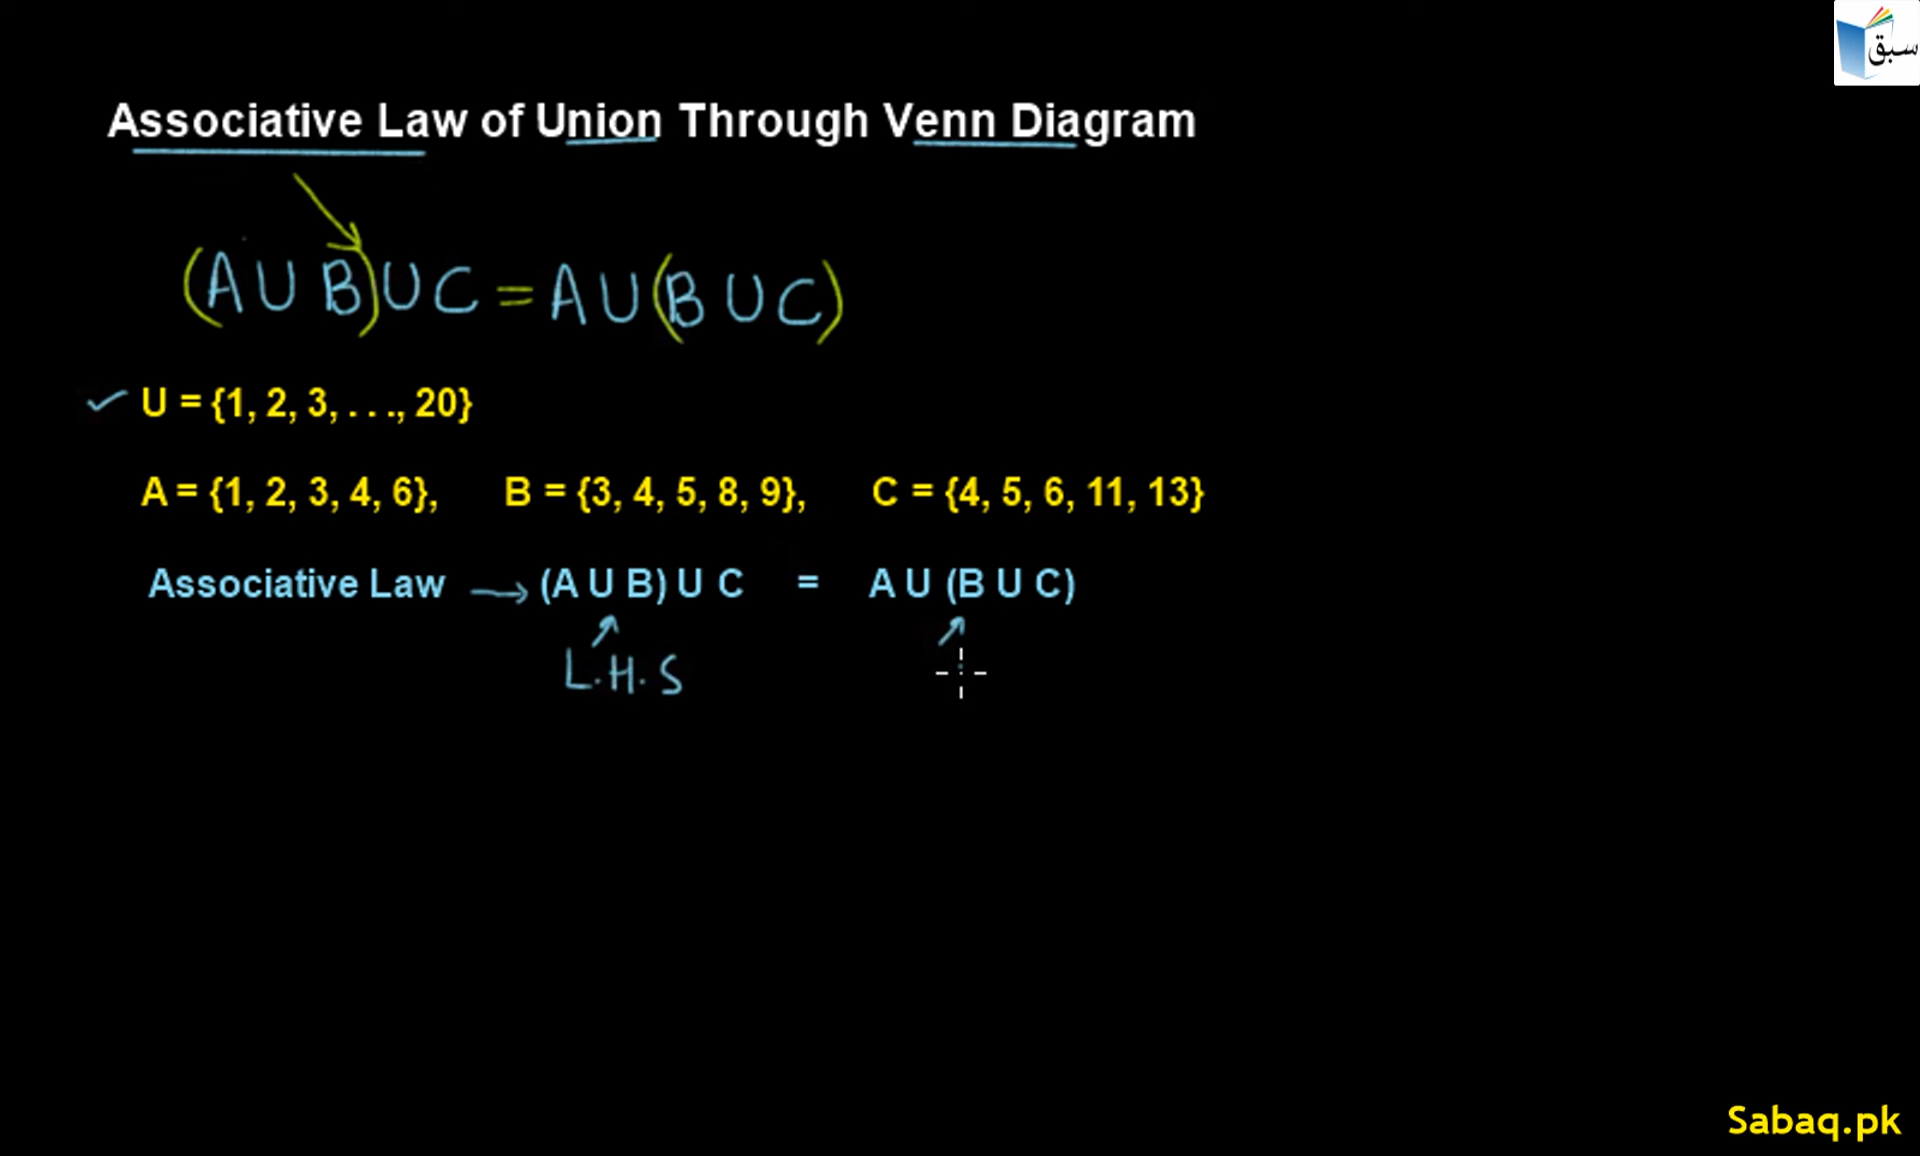 سبق
Associative Law of Union Through Venn Diagram
(A U B) U C = A U (B U C)
U = {1, 2, 3, . . ., 20}
A = {1, 2, 3, 4, 6}, B = {3, 4, 5, 8, 9}, C = {4, 5, 6, 11, 13}
Associative Law → (A U B) U C = A U (B U C)
L.H.S
Sabaq.pk